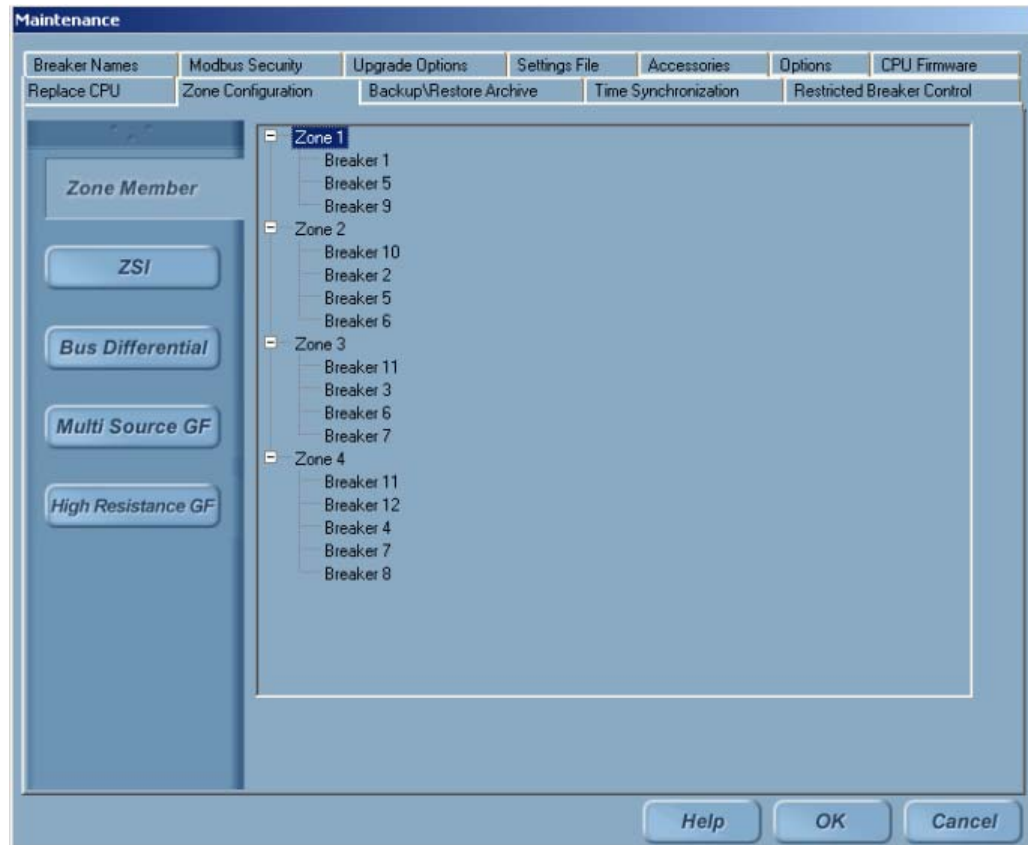 Maintenance
Breaker Names Modbus Security Upgrade Options Settings File Accessories Options CPU Firmware
Replace CPU Zone Configuration Backup\Restore Archive Time Synchronization Restricted Breaker Control
Zone Member
ZSI
Bus Differential
Multi Source GF
High Resistance GF
Zone 1
Breaker 1
Breaker 5
Breaker 9
Zone 2
Breaker 10
Breaker 2
Breaker 5
Breaker 6
Zone 3
Breaker 11
Breaker 3
Breaker 6
Breaker 7
Zone 4
Breaker 11
Breaker 12
Breaker 4
Breaker 7
Breaker 8
Help OK Cancel